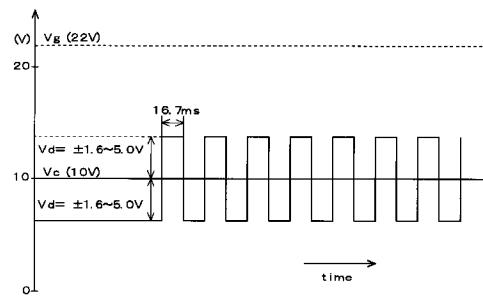 (V)
Vg (22V)
20
16.7ms
Vd= ±1.6~5.0V
Vc (10V)
10
Vd= ±1.6~5.0V
time
0